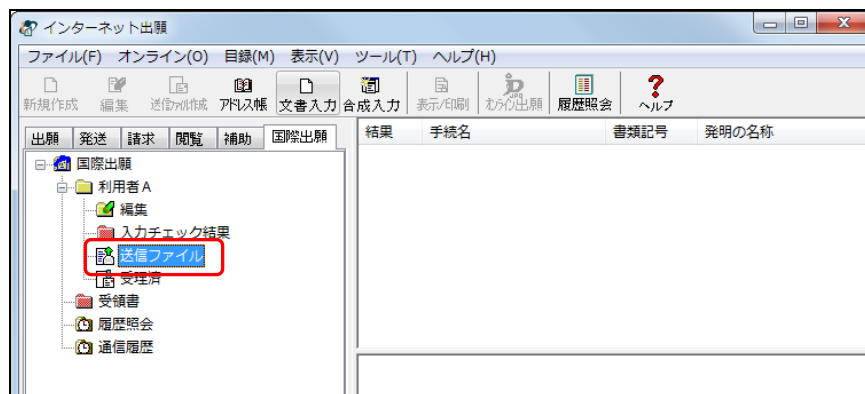 インターネット出願
ファイル(F) オンライン(O) 目録(M) 表示(V) ツール(T) ヘルプ(H)
新規作成 編集 送信ファイル作成 アドレス帳 文書入力 合成入力 表示/印刷 オンライン出願 履歴照会 ヘルプ
出願 発送 請求 閲覧 補助 国際出願
結果 手続名 書類記号 発明の名称
国際出願
利用者A
編集
入力チェック結果
送信ファイル
受理済
受領書
履歴照会
通信履歴